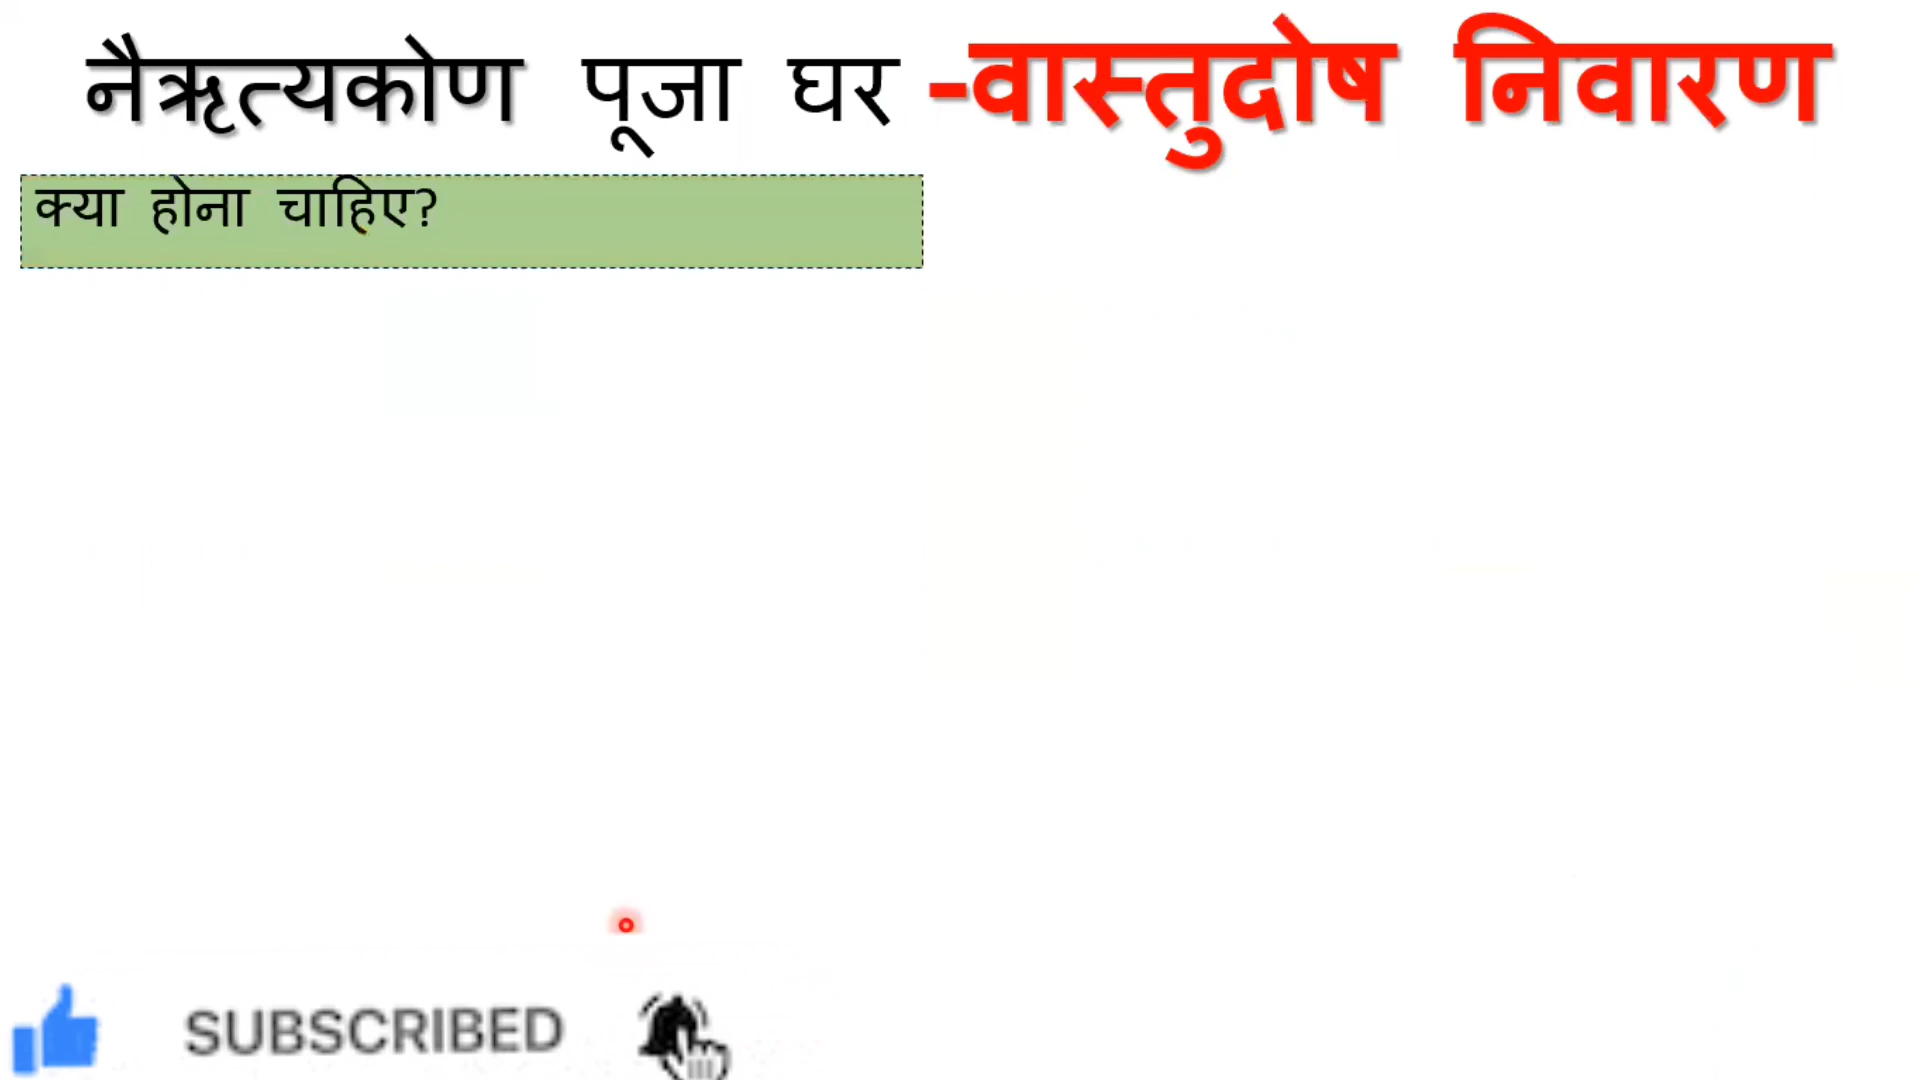 नैऋत्यकोण पूजा घर -वास्तुदोष निवारण
क्या होना चाहिए?
SUBSCRIBED